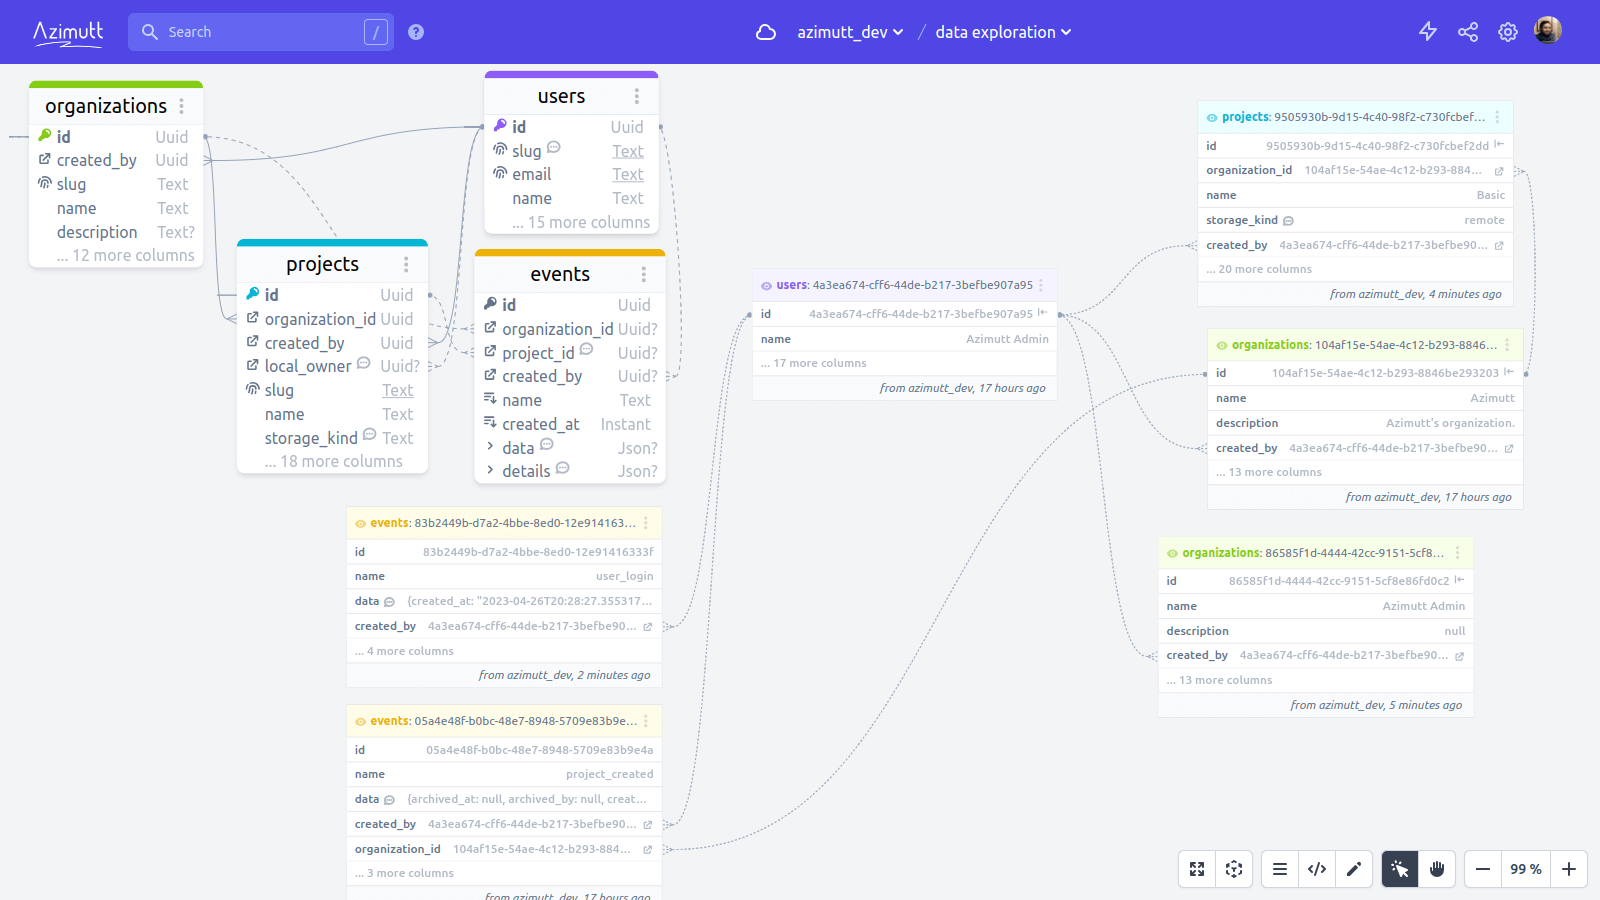 Azimutt
Search
/
?
azimutt_dev
/
data exploration
organizations
id Uuid
created_by Uuid
slug Text
name Text
description Text?
... 12 more columns
users
id Uuid
slug Text
email Text
name Text
... 15 more columns
projects
id Uuid
organization_id Uuid
created_by Uuid
local_owner Uuid?
slug Text
name Text
storage_kind Text
... 18 more columns
events
id Uuid
organization_id Uuid?
project_id Uuid?
created_by Uuid?
name Text
created_at Instant
data Json?
details Json?
events: 83b2449b-d7a2-4bbe-8ed0-12e914163...
id 83b2449b-d7a2-4bbe-8ed0-12e91416333f
name user_login
data {created_at: "2023-04-26T20:28:27.355317...
created_by 4a3ea674-cff6-44de-b217-3befbe90...
... 4 more columns
from azimutt_dev, 2 minutes ago
events: 05a4e48f-b0bc-48e7-8948-5709e83b9e...
id 05a4e48f-b0bc-48e7-8948-5709e83b9e4a
name project_created
data {archived_at: null, archived_by: null, creat...
created_by 4a3ea674-cff6-44de-b217-3befbe90...
organization_id 104af15e-54ae-4c12-b293-884...
... 3 more columns
from azimutt_dev, 17 hours ago
users: 4a3ea674-cff6-44de-b217-3befbe907a95
id 4a3ea674-cff6-44de-b217-3befbe907a95
name Azimutt Admin
... 17 more columns
from azimutt_dev, 17 hours ago
projects: 9505930b-9d15-4c40-98f2-c730fcbef...
id 9505930b-9d15-4c40-98f2-c730fcbef2dd
organization_id 104af15e-54ae-4c12-b293-884...
name Basic
storage_kind remote
created_by 4a3ea674-cff6-44de-b217-3befbe90...
... 20 more columns
from azimutt_dev, 4 minutes ago
organizations: 104af15e-54ae-4c12-b293-8846...
id 104af15e-54ae-4c12-b293-8846be293203
name Azimutt
description Azimutt's organization.
created_by 4a3ea674-cff6-44de-b217-3befbe90...
... 13 more columns
from azimutt_dev, 17 hours ago
organizations: 86585f1d-4444-42cc-9151-5cf8...
id 86585f1d-4444-42cc-9151-5cf8e86fd0c2
name Azimutt Admin
description null
created_by 4a3ea674-cff6-44de-b217-3befbe90...
... 13 more columns
from azimutt_dev, 5 minutes ago
99 %